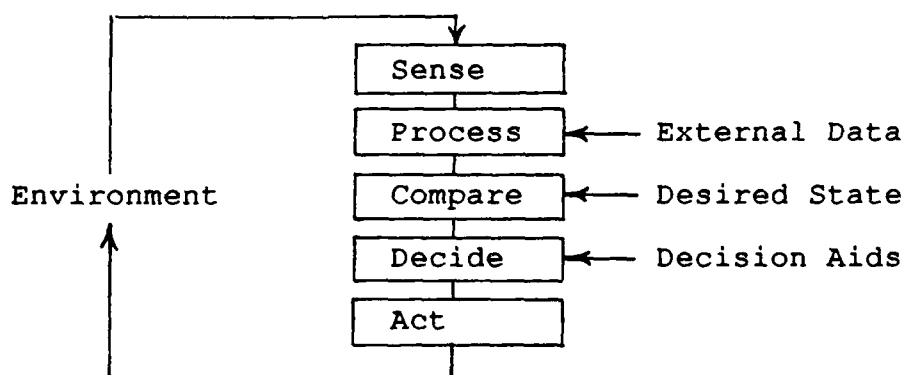 Sense
Process
External Data
Environment
Compare
Desired State
Decide
Decision Aids
Act